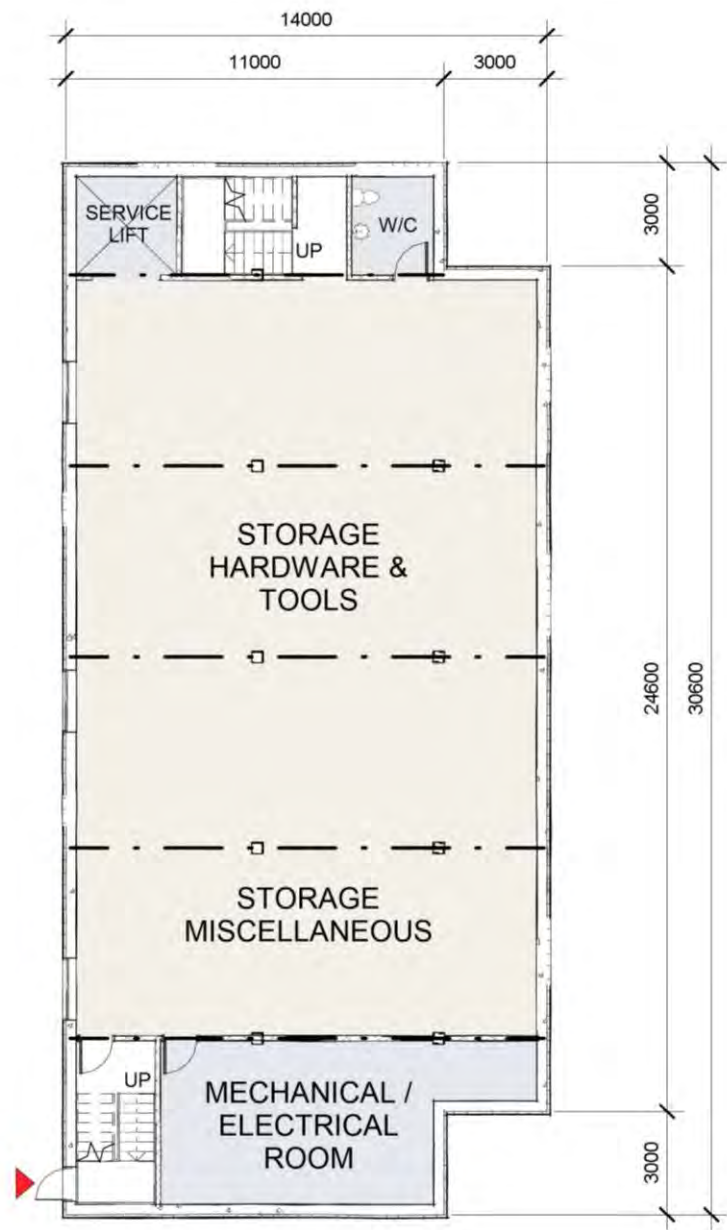 14000
11000
3000
SERVICE
LIFT
UP
W/C
3000
STORAGE
HARDWARE &
TOOLS
24600
30600
STORAGE
MISCELLANEOUS
UP
MECHANICAL /
ELECTRICAL
ROOM
3000